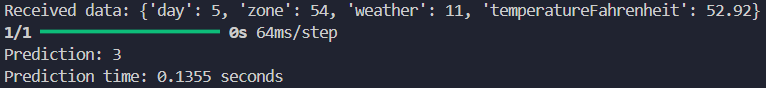 Received data: {'day': 5, 'zone': 54, 'weather': 11, 'temperatureFahrenheit': 52.92}
1/1 ━━━━━━━━━━━━━━━━━━━━ 0s 64ms/step
Prediction: 3
Prediction time: 0.1355 seconds